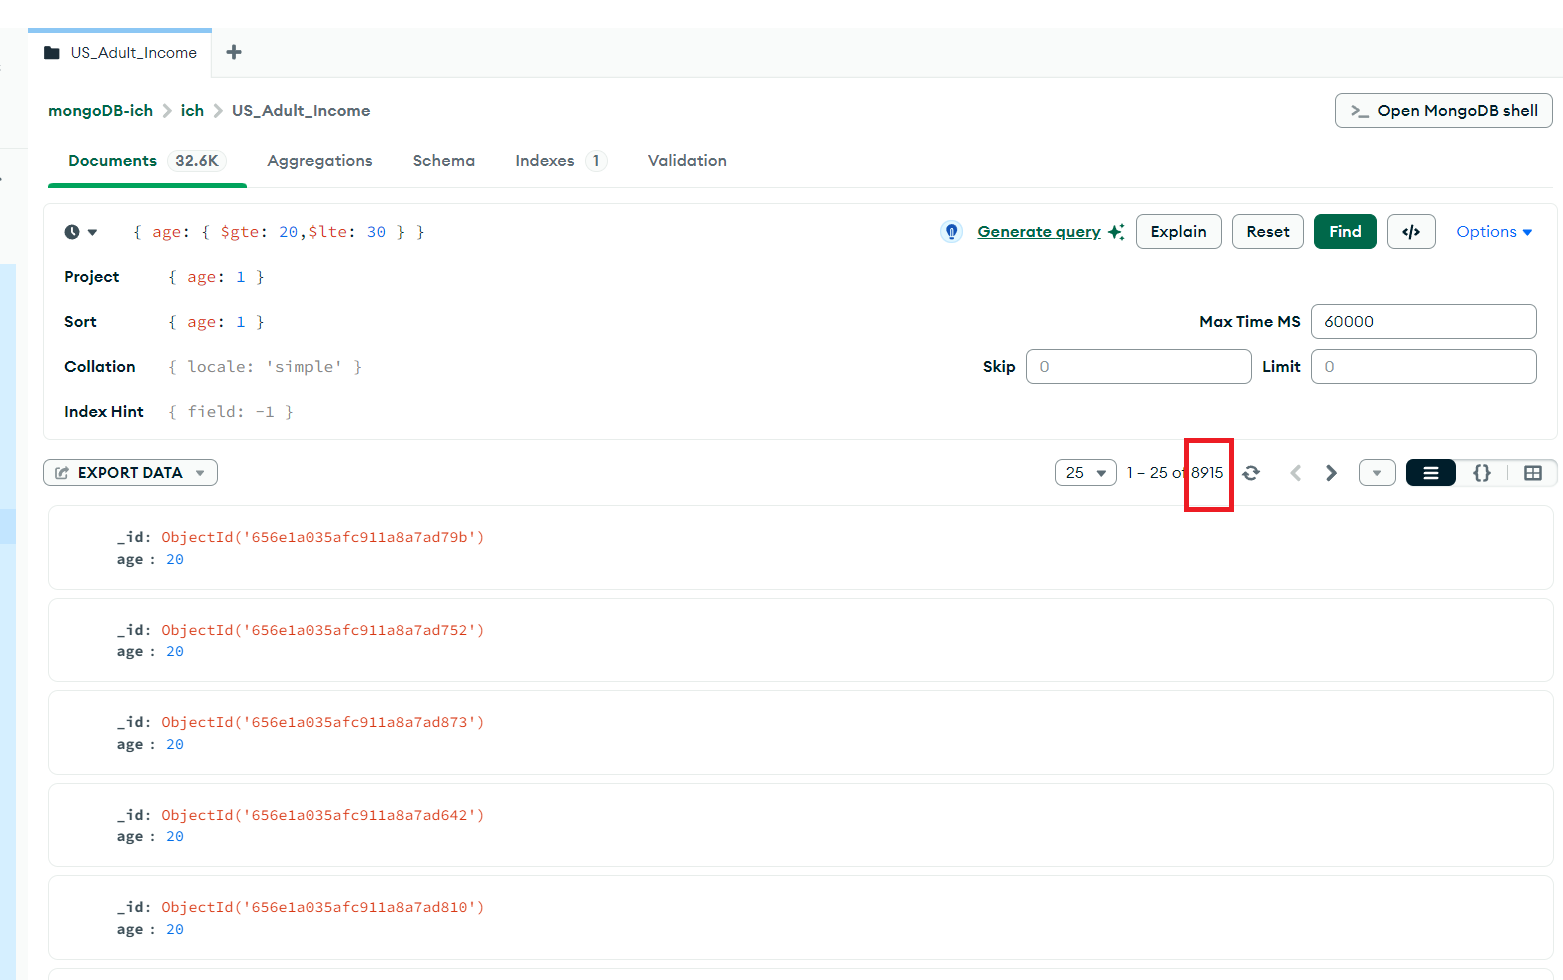 US_Adult_Income
mongoDB-ich > ich > US_Adult_Income
>_ Open MongoDB shell
Documents 32.6K Aggregations Schema Indexes 1 Validation
{ age: { $gte: 20,$lte: 30 } }
Generate query Explain Reset Find </> Options
Project { age: 1 }
Sort { age: 1 }
Max Time MS 60000
Collation { locale: 'simple' }
Skip 0 Limit 0
Index Hint { field: -1 }
EXPORT DATA 25 1 – 25 of 8915 {}
_id: ObjectId('656e1a035afc911a8a7ad79b')
age : 20
_id: ObjectId('656e1a035afc911a8a7ad752')
age : 20
_id: ObjectId('656e1a035afc911a8a7ad873')
age : 20
_id: ObjectId('656e1a035afc911a8a7ad642')
age : 20
_id: ObjectId('656e1a035afc911a8a7ad810')
age : 20